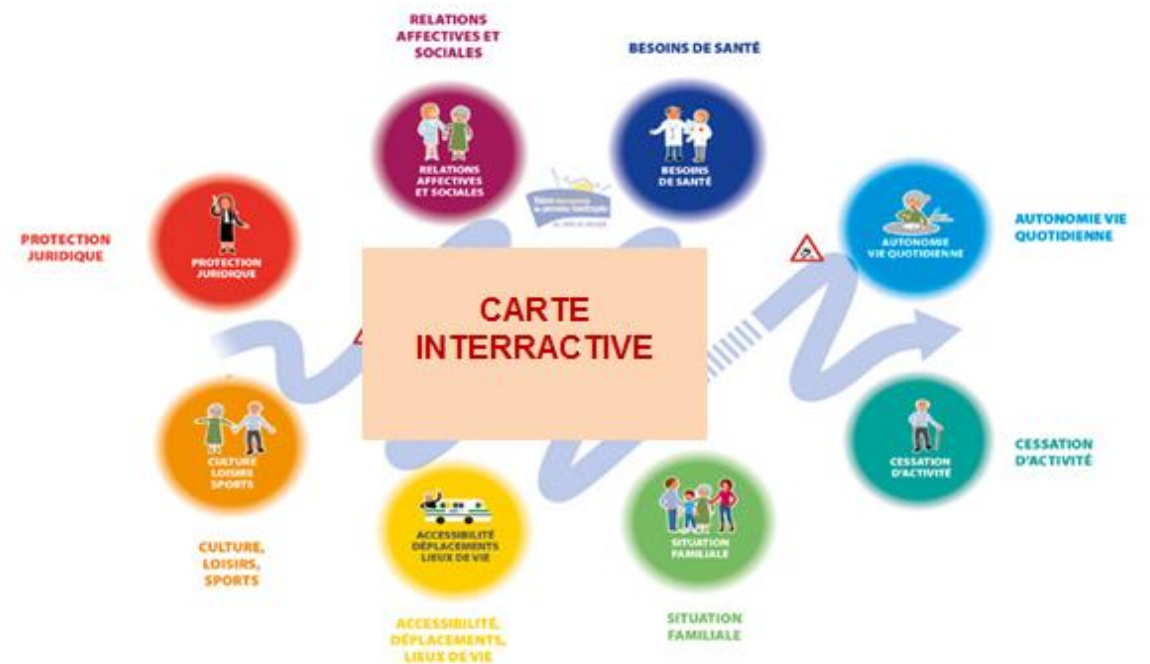 RELATIONS
AFFECTIVES ET
SOCIALES
BESOINS DE SANTÉ
RELATIONS
AFFECTIVES
ET SOCIALES
BESOINS
DE SANTÉ
PROTECTION
JURIDIQUE
PROTECTION
JURIDIQUE
AUTONOMIE
VIE QUOTIDIENNE
AUTONOMIE VIE
QUOTIDIENNE
CARTE
INTERRACTIVE
CULTURE
LOISIRS
SPORTS
CESSATION
D'ACTIVITÉ
CESSATION
D'ACTIVITÉ
ACCESSIBILITÉ
DÉPLACEMENTS
LIEUX DE VIE
SITUATION
FAMILIALE
CULTURE,
LOISIRS,
SPORTS
ACCESSIBILITÉ,
DÉPLACEMENTS,
LIEUX DE VIE
SITUATION
FAMILIALE